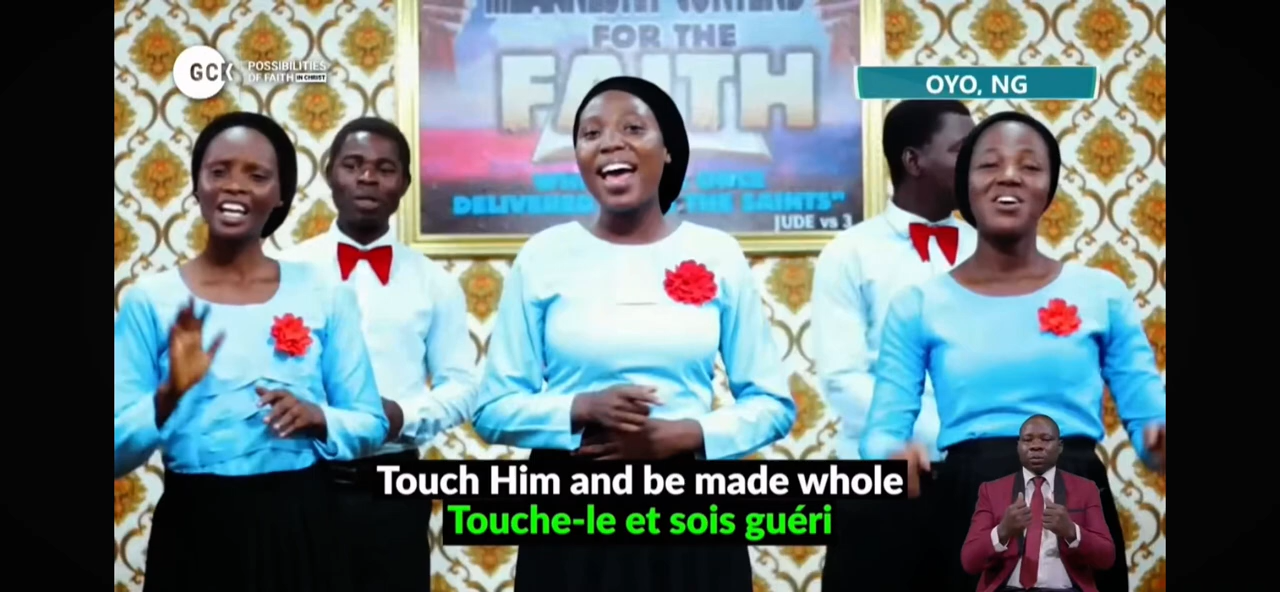 FOR THE
FAITH
DELIVERED THE SAINTS"
JUDE vs 3
GCK
POSSIBILITIES
OF FAITH IN CHRIST
OYO, NG
Touch Him and be made whole
Touche-le et sois guéri